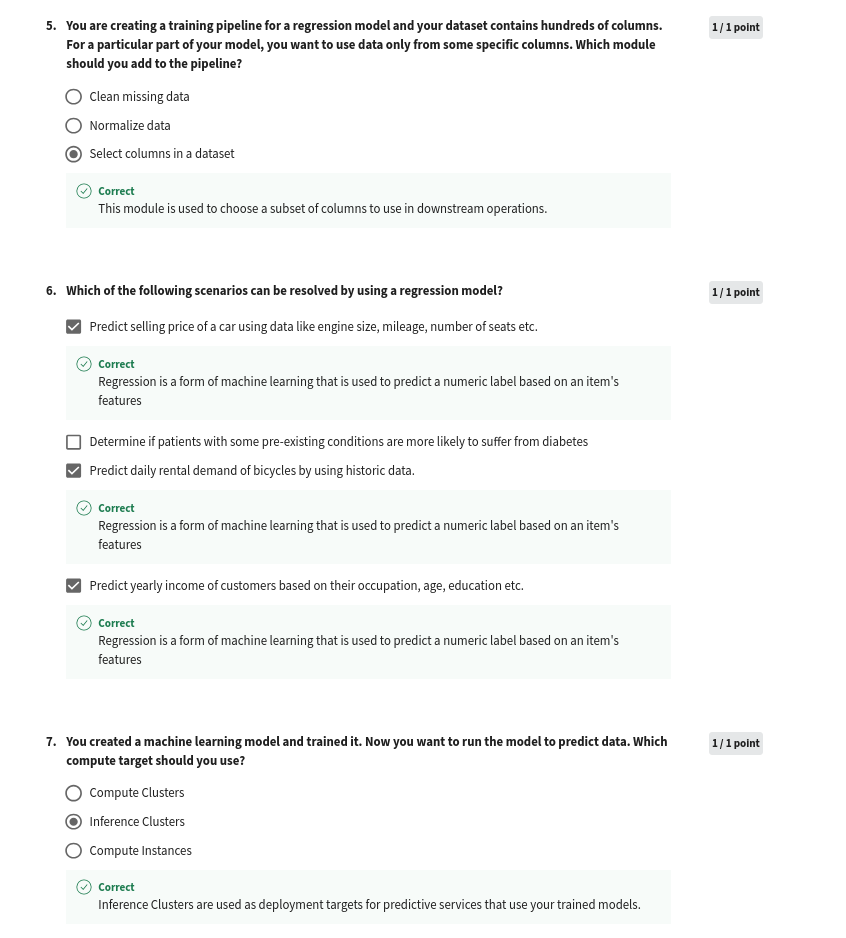 5. You are creating a training pipeline for a regression model and your dataset contains hundreds of columns.
For a particular part of your model, you want to use data only from some specific columns. Which module
should you add to the pipeline?
1 / 1 point
Clean missing data
Normalize data
Select columns in a dataset
Correct
This module is used to choose a subset of columns to use in downstream operations.
6. Which of the following scenarios can be resolved by using a regression model?
1 / 1 point
Predict selling price of a car using data like engine size, mileage, number of seats etc.
Correct
Regression is a form of machine learning that is used to predict a numeric label based on an item's
features
Determine if patients with some pre-existing conditions are more likely to suffer from diabetes
Predict daily rental demand of bicycles by using historic data.
Correct
Regression is a form of machine learning that is used to predict a numeric label based on an item's
features
Predict yearly income of customers based on their occupation, age, education etc.
Correct
Regression is a form of machine learning that is used to predict a numeric label based on an item's
features
7. You created a machine learning model and trained it. Now you want to run the model to predict data. Which
compute target should you use?
1 / 1 point
Compute Clusters
Inference Clusters
Compute Instances
Correct
Inference Clusters are used as deployment targets for predictive services that use your trained models.